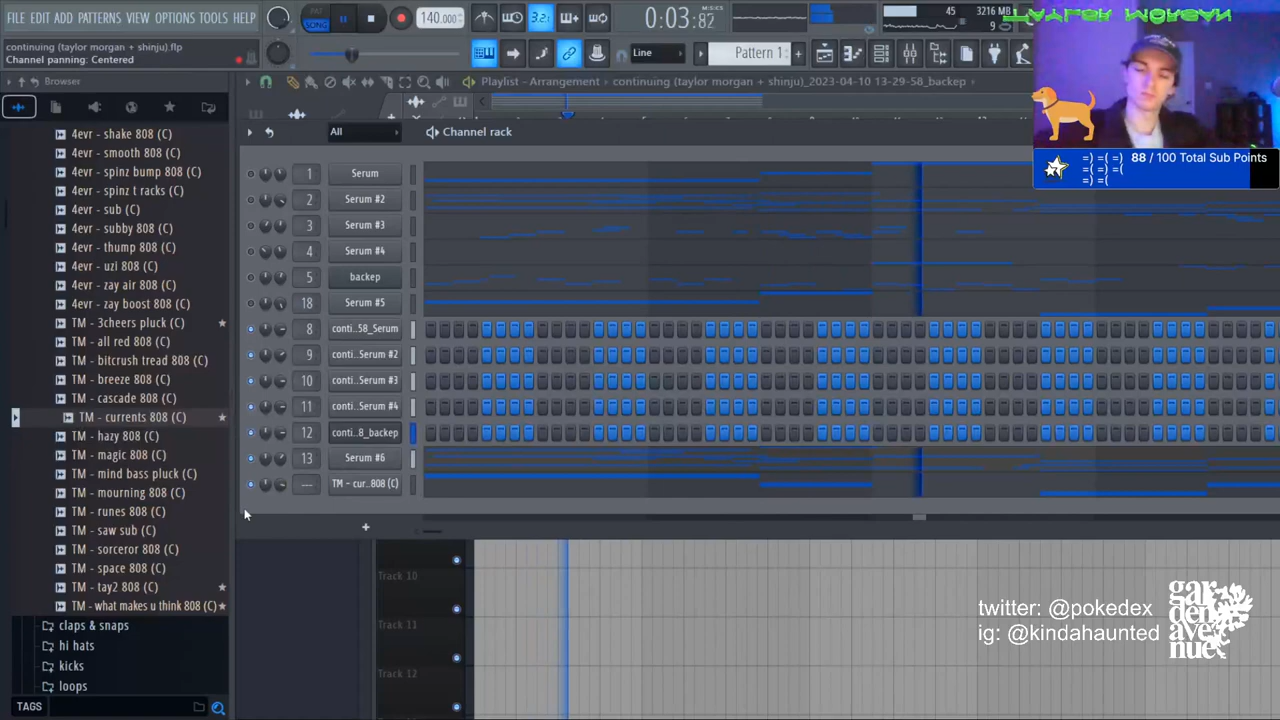 FILE EDIT ADD PATTERNS VIEW OPTIONS TOOLS HELP
PAT
SONG
140.000
3.2.1
0:03:82
45
3216 MB
TAYLOR MORGAN
continuing (taylor morgan + shinju).flp
Channel panning: Centered
Line
Pattern 1
Browser
Playlist - Arrangement
continuing (taylor morgan + shinju)_2023-04-10 13-29-58_backep
All
Channel rack
=) =( =}
=( =)
=) =(
88 / 100 Total Sub Points
4evr - shake 808 (C)
4evr - smooth 808 (C)
4evr - spinz bump 808 (C)
4evr - spinz t racks (C)
4evr - sub (C)
4evr - subby 808 (C)
4evr - thump 808 (C)
4evr - uzi 808 (C)
4evr - zay air 808 (C)
4evr - zay boost 808 (C)
TM - 3cheers pluck (C)
TM - all red 808 (C)
TM - bitcrush tread 808 (C)
TM - breeze 808 (C)
TM - cascade 808 (C)
TM - currents 808 (C)
TM - hazy 808 (C)
TM - magic 808 (C)
TM - mind bass pluck (C)
TM - mourning 808 (C)
TM - runes 808 (C)
TM - saw sub (C)
TM - sorceror 808 (C)
TM - space 808 (C)
TM - tay2 808 (C)
TM - what makes u think 808 (C)
claps & snaps
hi hats
kicks
loops
TAGS
1 Serum
2 Serum #2
3 Serum #3
4 Serum #4
5 backep
18 Serum #5
8 conti..58_Serum
9 conti..Serum #2
10 conti..Serum #3
11 conti..Serum #4
12 conti..8_backep
13 Serum #6
--- TM - cur..808 (C)
Track 10
Track 11
Track 12
twitter: @pokedex
ig: @kindahaunted
gar
den
ave
nue